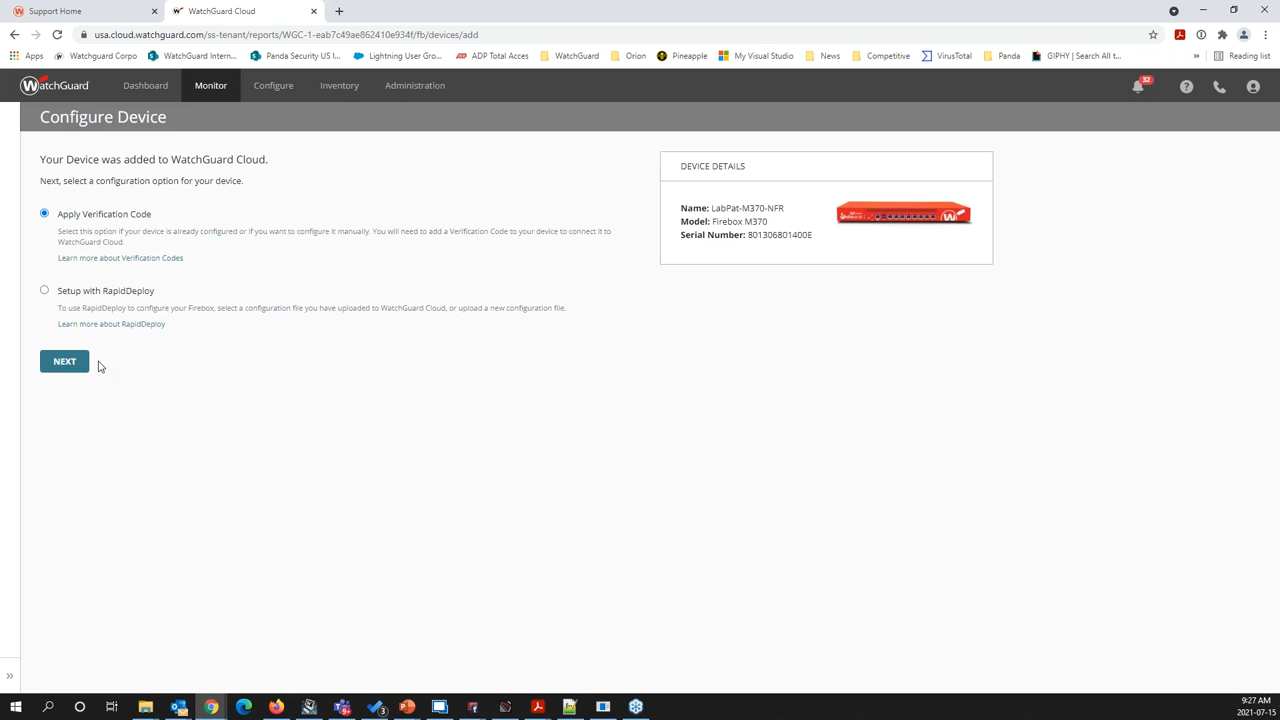 Support Home
WatchGuard Cloud
usa.cloud.watchguard.com/ss-tenant/reports/WGC-1-eab7c49ae862410e934f/fb/devices/add
Apps
Watchguard Corpo
WatchGuard Intern...
Panda Security US I...
Lightning User Gro...
ADP Total Acces
WatchGuard
Orion
Pineapple
My Visual Studio
News
Competitive
VirusTotal
Panda
GIPHY | Search All t...
»
Reading list
WatchGuard
Dashboard
Monitor
Configure
Inventory
Administration
32
Configure Device
Your Device was added to WatchGuard Cloud.
Next, select a configuration option for your device.
Apply Verification Code
Select this option if your device is already configured or if you want to configure it manually. You will need to add a Verification Code to your device to connect it to
WatchGuard Cloud.
Learn more about Verification Codes
Setup with RapidDeploy
To use RapidDeploy to configure your Firebox, select a configuration file you have uploaded to WatchGuard Cloud, or upload a new configuration file.
Learn more about RapidDeploy
NEXT
DEVICE DETAILS
Name: LabPat-M370-NFR
Model: Firebox M370
Serial Number: 801306801400E
»
9:27 AM
2021-07-15